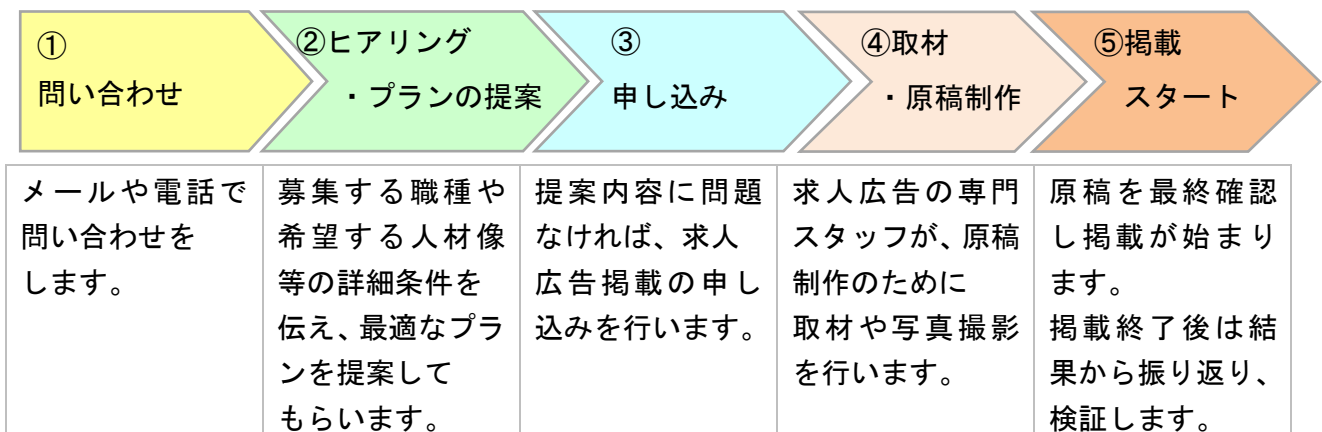 ①
問い合わせ
②ヒアリング
・プランの提案
③
申し込み
④取材
・原稿制作
⑤掲載
スタート
メールや電話で
問い合わせを
します。
募集する職種や
希望する人材像
等の詳細条件を
伝え、最適なプラ
ンを提案して
もらいます。
提案内容に問題
なければ、求人
広告掲載の申し
込みを行います。
求人広告の専門
スタッフが、原稿
制作のために
取材や写真撮影
を行います。
原稿を最終確認
し掲載が始まり
ます。
掲載終了後は結
果から振り返り、
検証します。